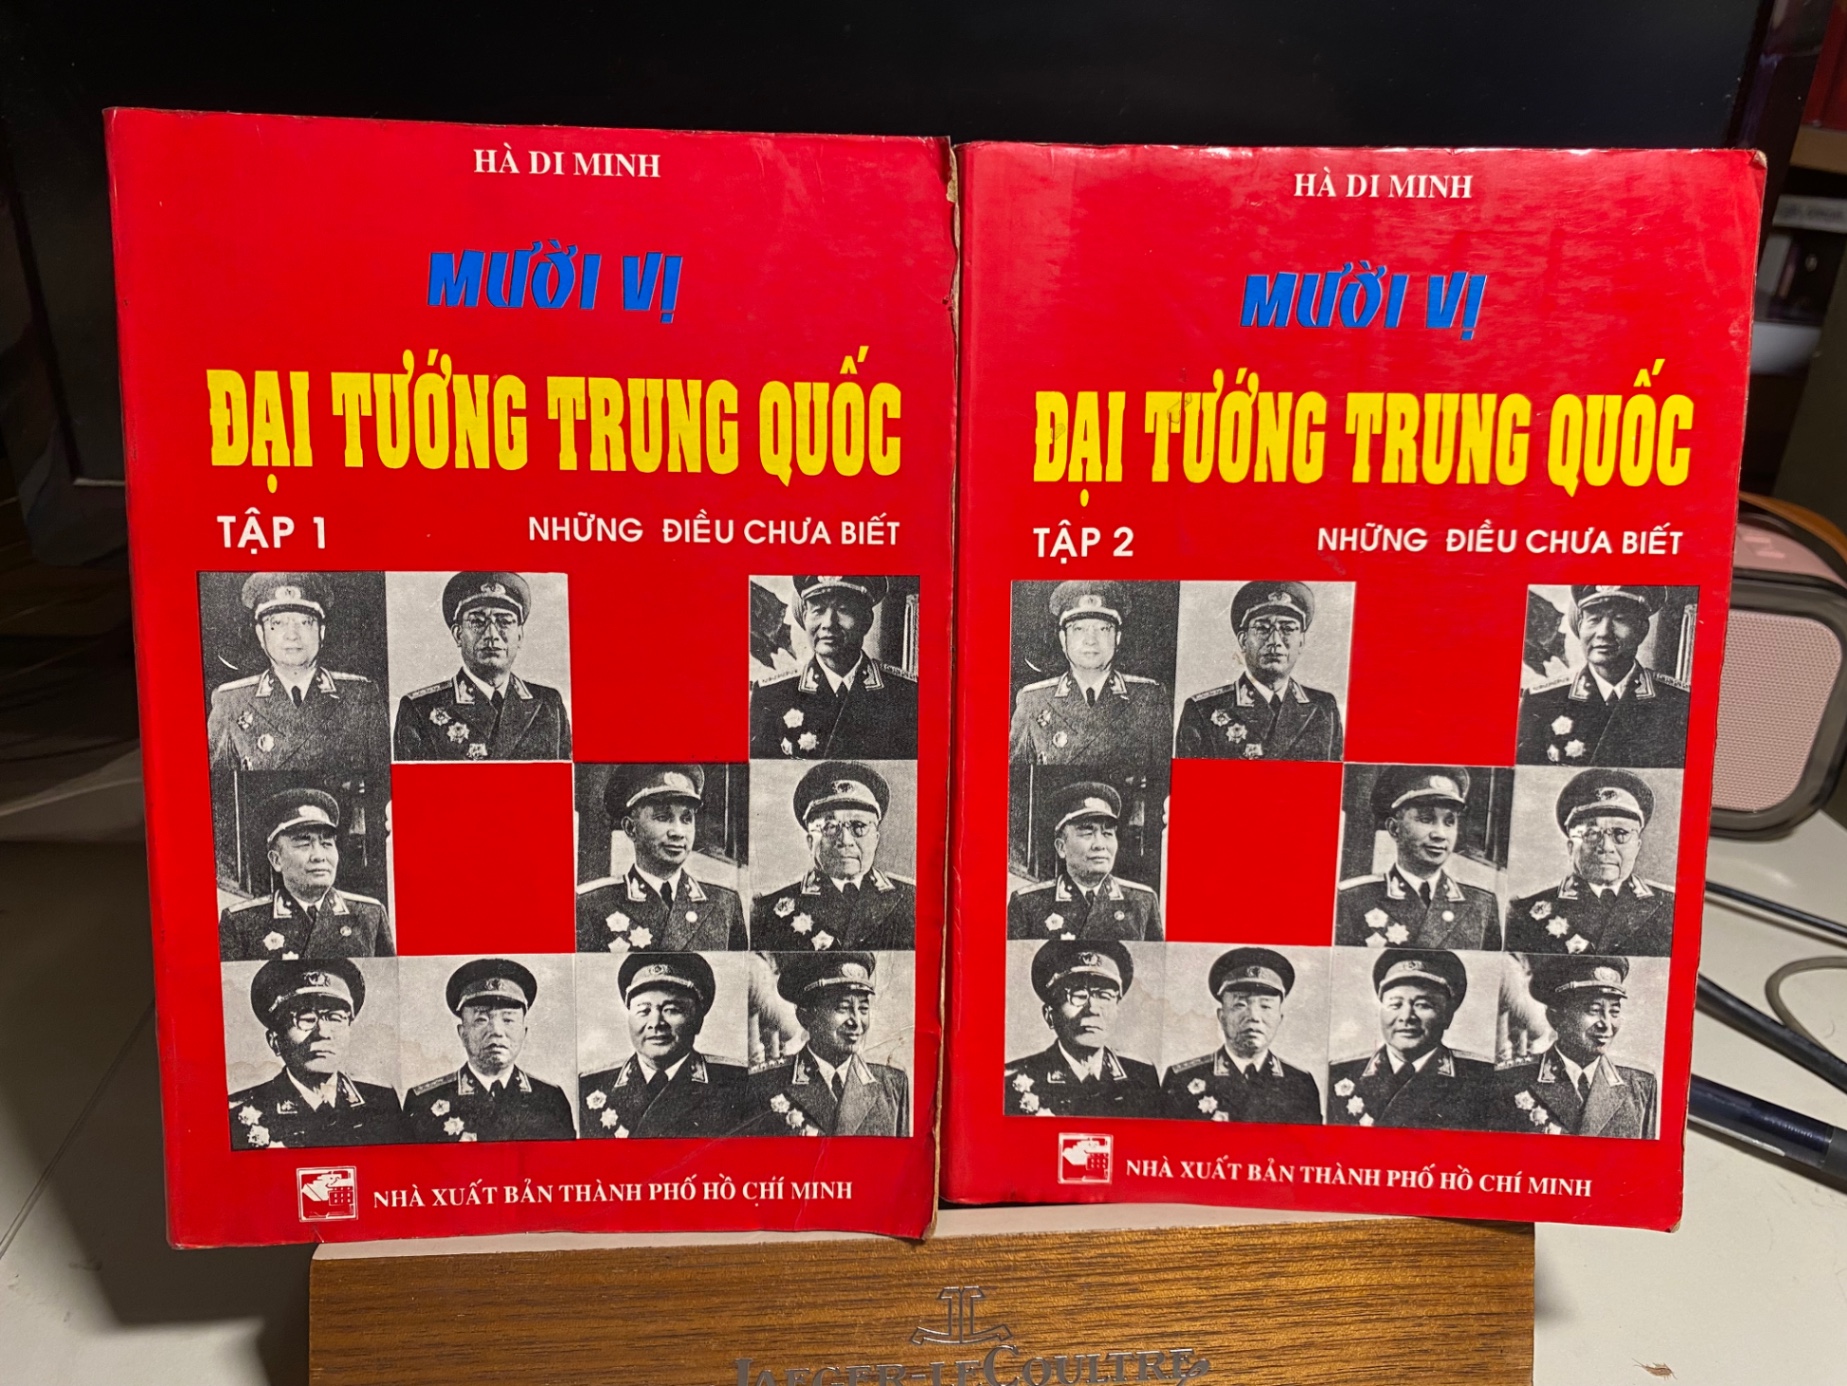 HÀ DI MINH
MƯỜI VỊ
ĐẠI TƯỚNG TRUNG QUỐC
TẬP 1 NHỮNG ĐIỀU CHƯA BIẾT
NHÀ XUẤT BẢN THÀNH PHỐ HỒ CHÍ MINH
HÀ DI MINH
MƯỜI VỊ
ĐẠI TƯỚNG TRUNG QUỐC
TẬP 2 NHỮNG ĐIỀU CHƯA BIẾT
NHÀ XUẤT BẢN THÀNH PHỐ HỒ CHÍ MINH
JAEGER-LECOULTRE